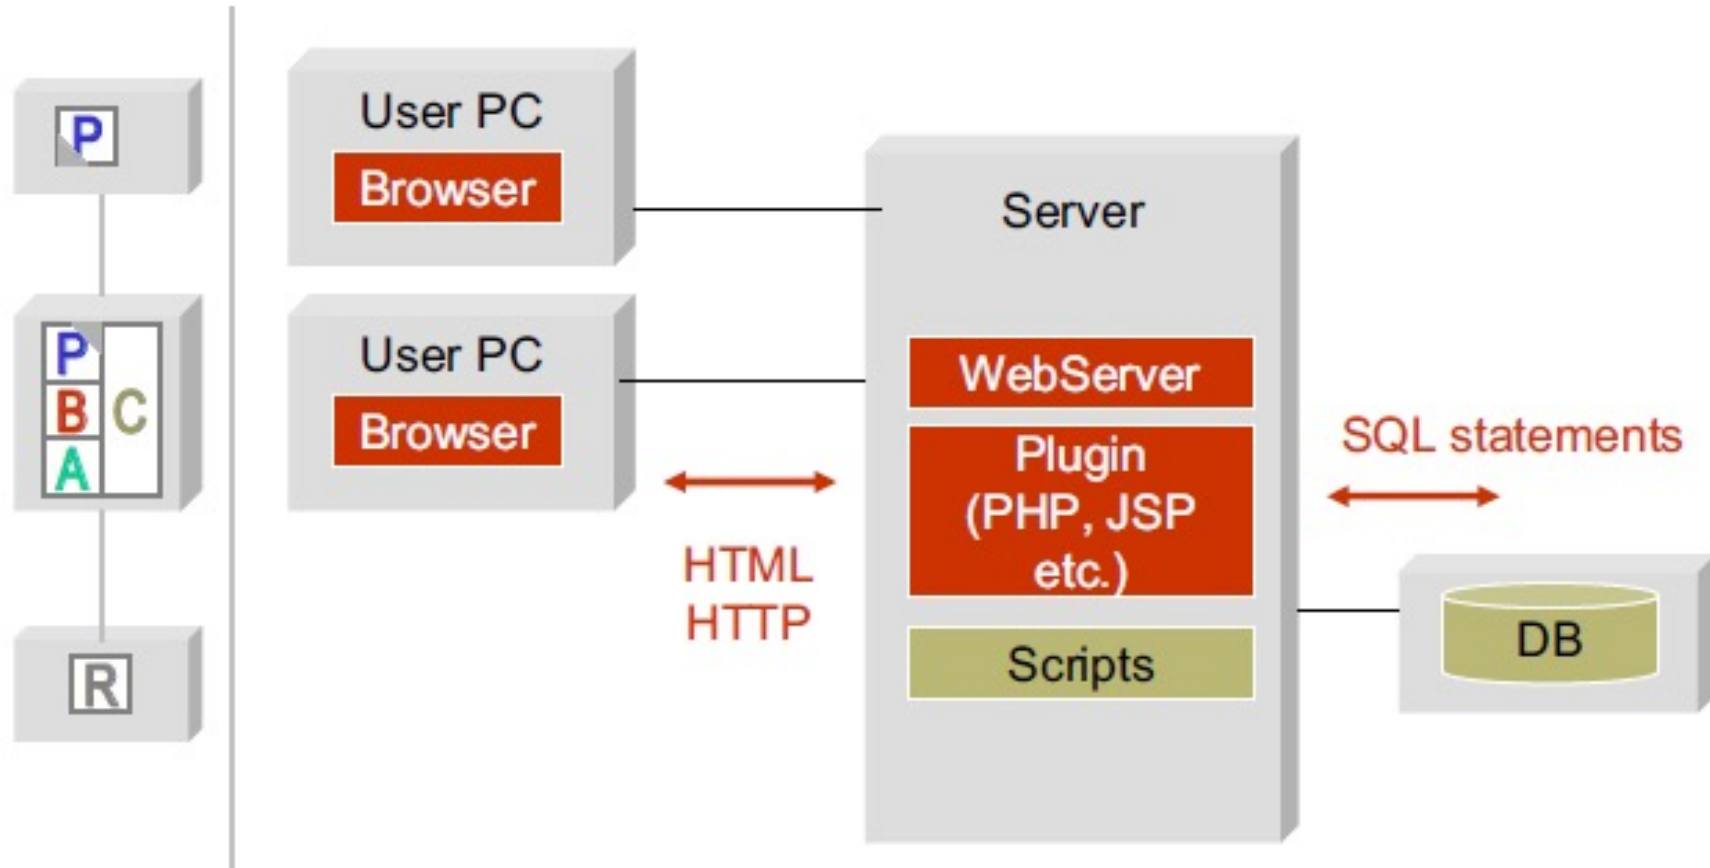 P
P
B
C
A
R
User PC
Browser
User PC
Browser
HTML
HTTP
Server
WebServer
Plugin
(PHP, JSP
etc.)
Scripts
SQL statements
DB